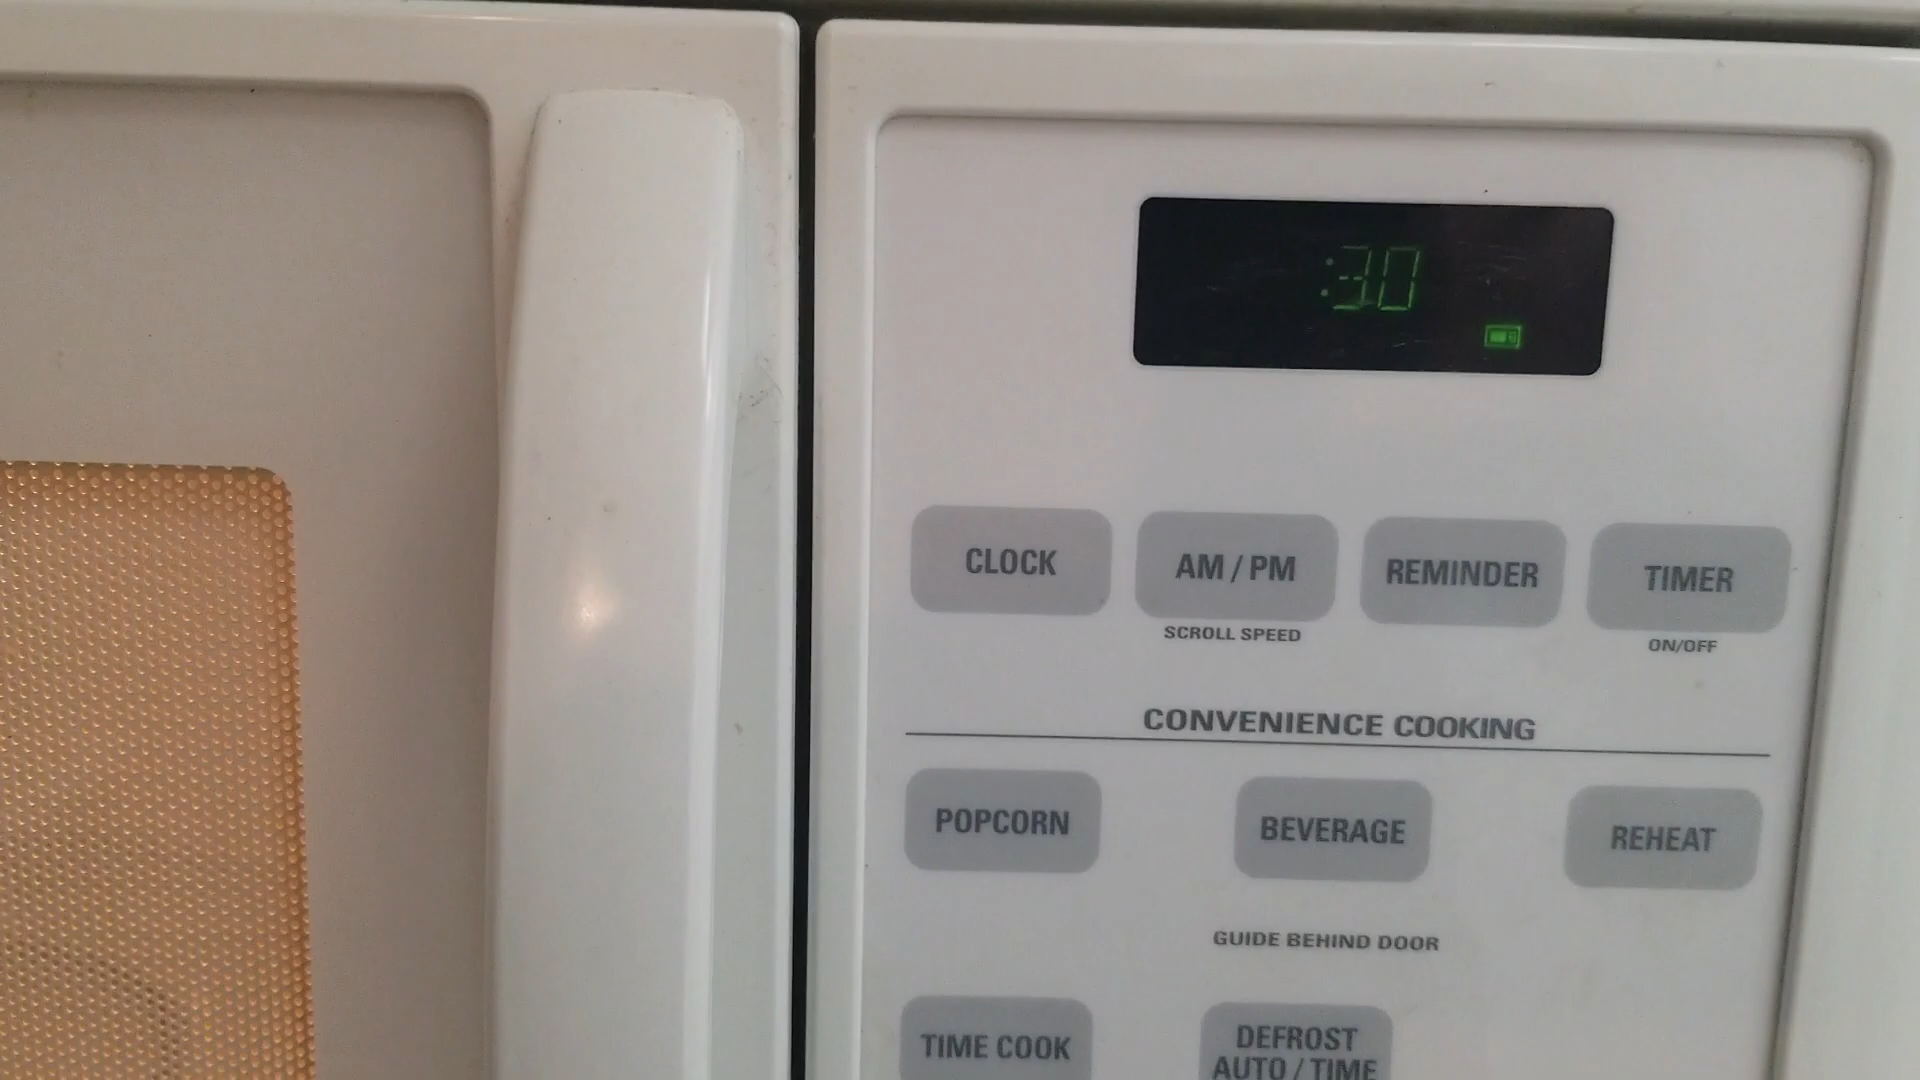 :30
CLOCK
AM / PM
REMINDER
TIMER
SCROLL SPEED
ON/OFF
CONVENIENCE COOKING
POPCORN
BEVERAGE
REHEAT
GUIDE BEHIND DOOR
TIME COOK
DEFROST
AUTO / TIME